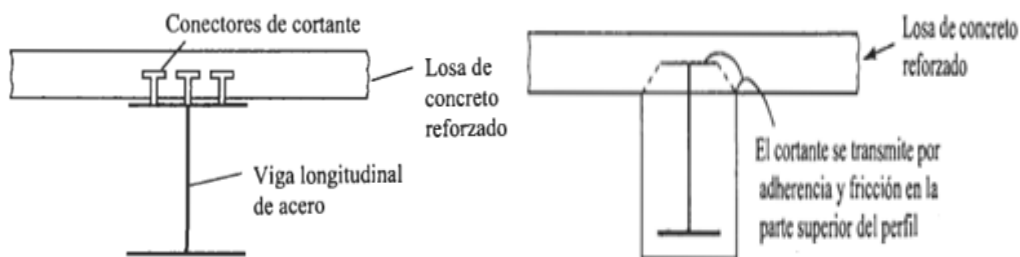 Conectores de cortante
Losa de
concreto
reforzado
Viga longitudinal
de acero
Losa de concreto
reforzado
El cortante se transmite por
adherencia y fricción en la
parte superior del perfil